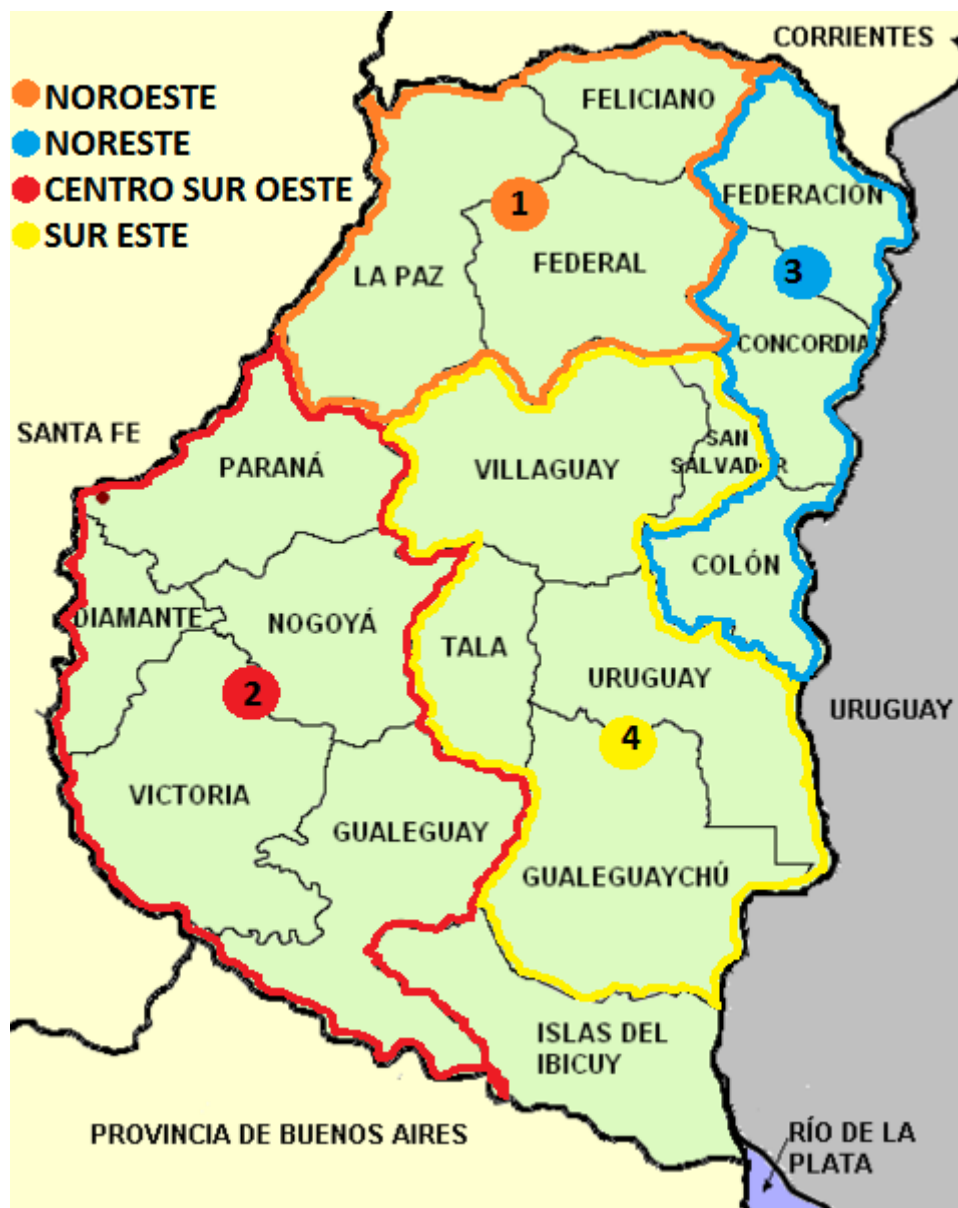 CORRIENTES
NOROESTE
NORESTE
CENTRO SUR OESTE
SUR ESTE
FELICIANO
1
FEDERACIÓN
LA PAZ
FEDERAL
3
CONCORDIA
SANTA FE
PARANÁ
VILLAGUAY
SAN
SALVADOR
COLÓN
DIAMANTE
NOGOYÁ
TALA
URUGUAY
2
URUGUAY
4
VICTORIA
GUALEGUAY
GUALEGUAYCHÚ
ISLAS DEL
IBICUY
PROVINCIA DE BUENOS AIRES
RÍO DE LA
PLATA